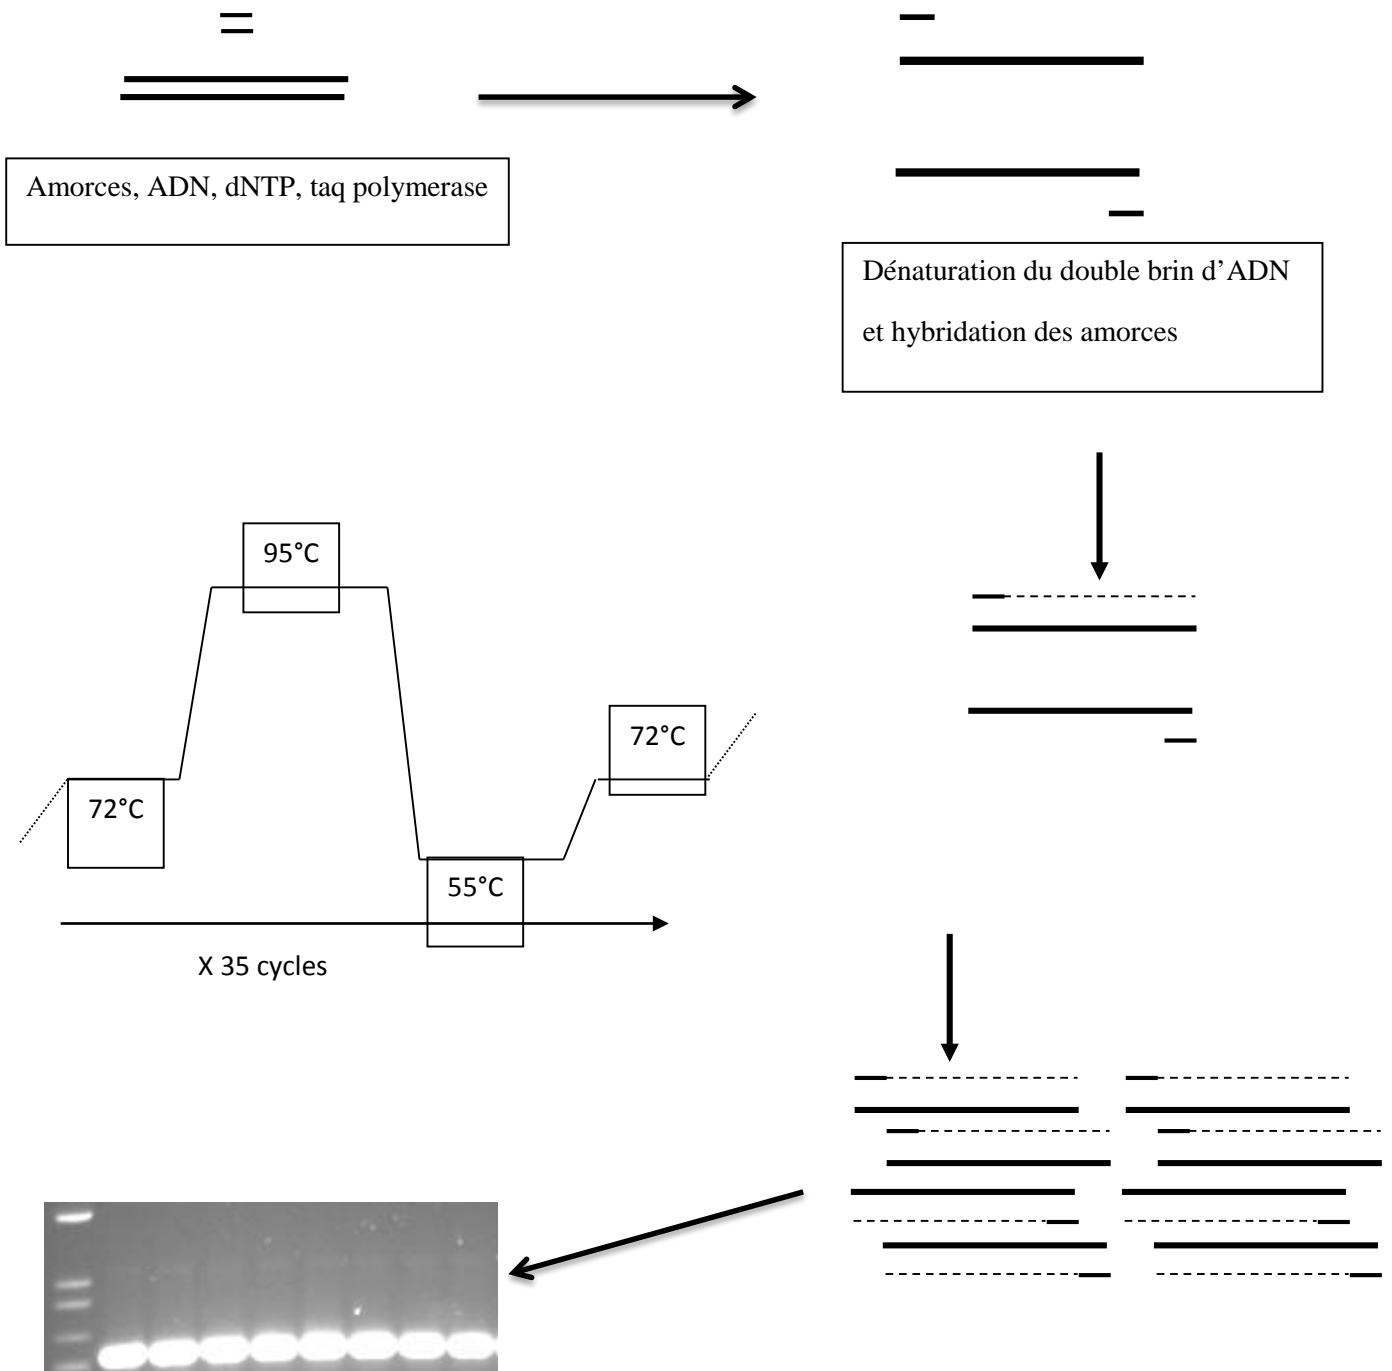 Amorces, ADN, dNTP, taq polymerase
Dénaturation du double brin d’ADN
et hybridation des amorces
95°C
72°C
72°C
55°C
X 35 cycles